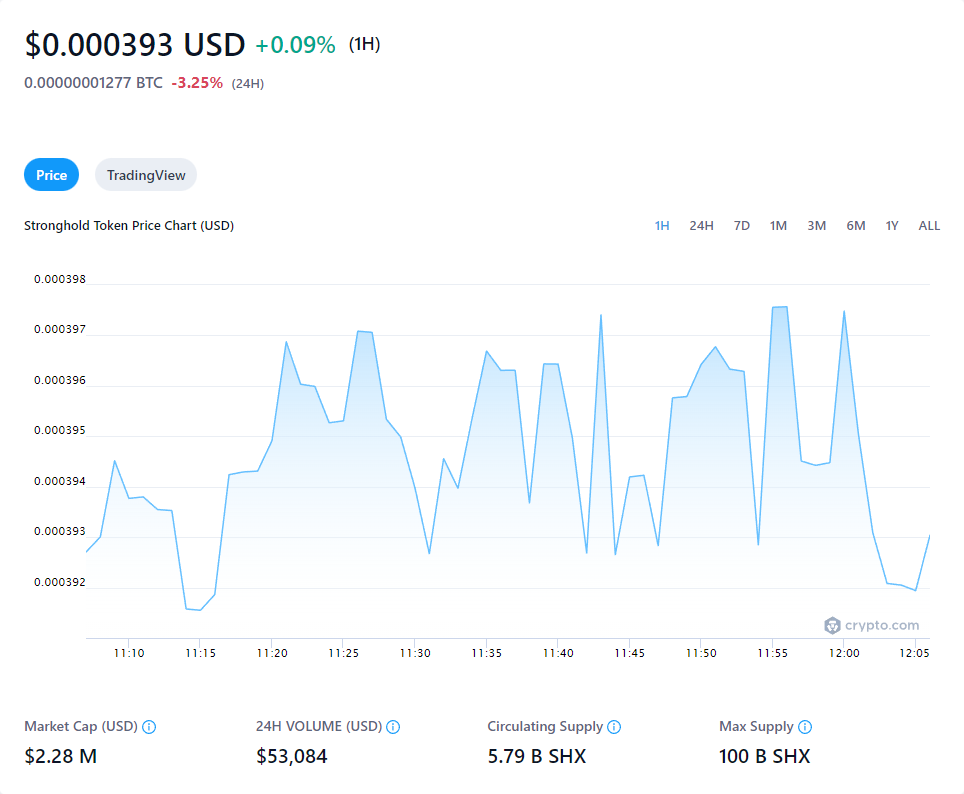 $0.000393 USD +0.09% (1H)
0.00000001277 BTC -3.25% (24H)
Price TradingView
Stronghold Token Price Chart (USD) 1H 24H 7D 1M 3M 6M 1Y ALL
0.000398
0.000397
0.000396
0.000395
0.000394
0.000393
0.000392
crypto.com
11:10 11:15 11:20 11:25 11:30 11:35 11:40 11:45 11:50 11:55 12:00 12:05
Market Cap (USD) 24H VOLUME (USD) Circulating Supply Max Supply
$2.28 M $53,084 5.79 B SHX 100 B SHX